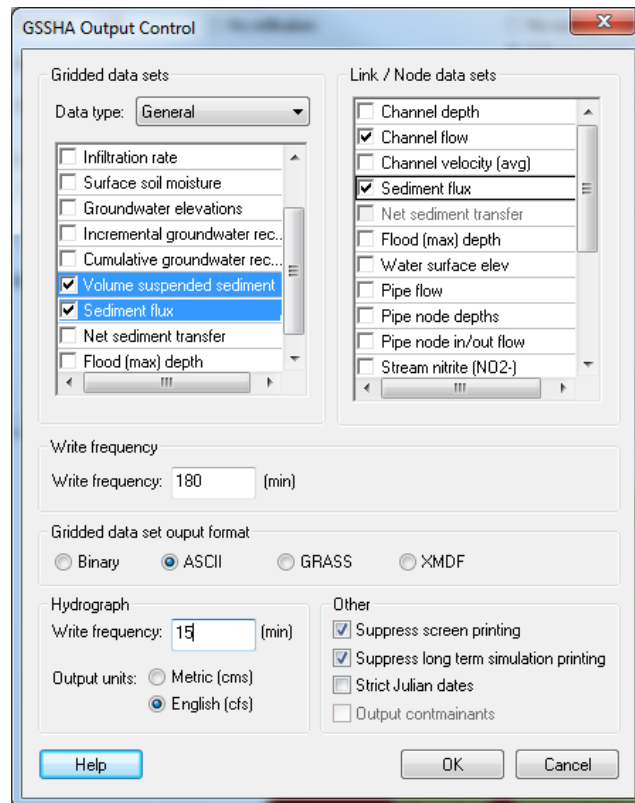 GSSHA Output Control
Gridded data sets
Data type: General
Infiltration rate
Surface soil moisture
Groundwater elevations
Incremental groundwater rec...
Cumulative groundwater rec...
Volume suspended sediment
Sediment flux
Net sediment transfer
Flood (max) depth
Link / Node data sets
Channel depth
Channel flow
Channel velocity (avg)
Sediment flux
Net sediment transfer
Flood (max) depth
Water surface elev
Pipe flow
Pipe node depths
Pipe node in/out flow
Stream nitrite (NO2-)
Write frequency
Write frequency: 180 (min)
Gridded data set ouput format
Binary ASCII GRASS XMDF
Hydrograph
Write frequency: 15 (min)
Output units: Metric (cms)
English (cfs)
Other
Suppress screen printing
Suppress long term simulation printing
Strict Julian dates
Output contmainants
Help OK Cancel